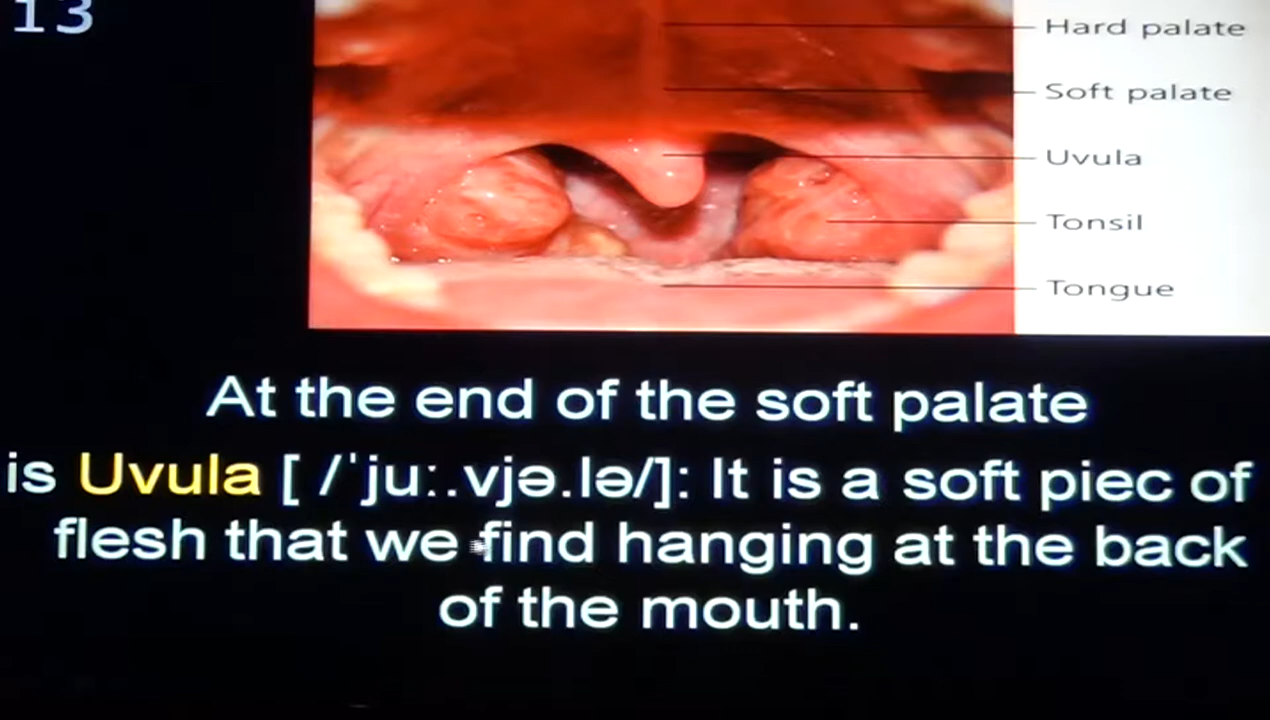 13
Hard palate
Soft palate
Uvula
Tonsil
Tongue
At the end of the soft palate
is Uvula [ /ˈjuː.vjə.lə/]: It is a soft piec of
flesh that we find hanging at the back
of the mouth.